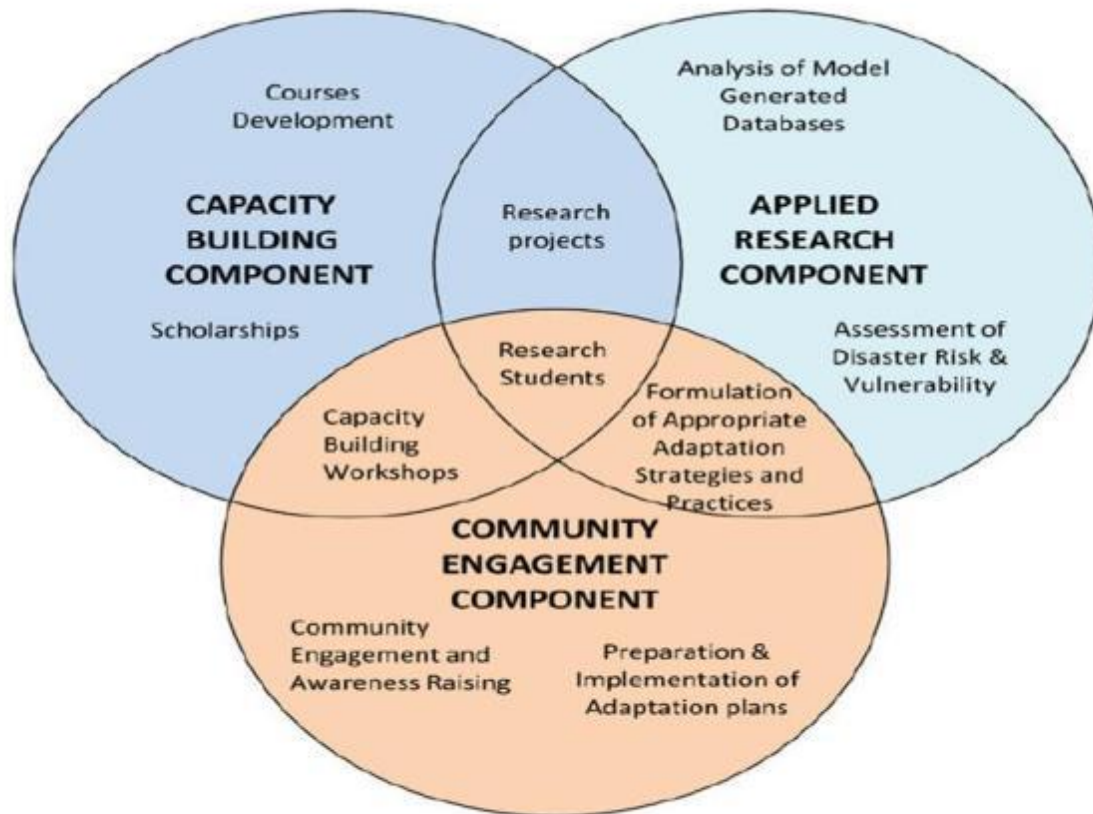 Courses
Development
CAPACITY
BUILDING
COMPONENT
Scholarships
Research
projects
Analysis of Model
Generated
Databases
APPLIED
RESEARCH
COMPONENT
Assessment of
Disaster Risk &
Vulnerability
Research
Students
Capacity
Building
Workshops
Formulation
of Appropriate
Adaptation
Strategies and
Practices
COMMUNITY
ENGAGEMENT
COMPONENT
Community
Engagement and
Awareness Raising
Preparation &
Implementation of
Adaptation plans